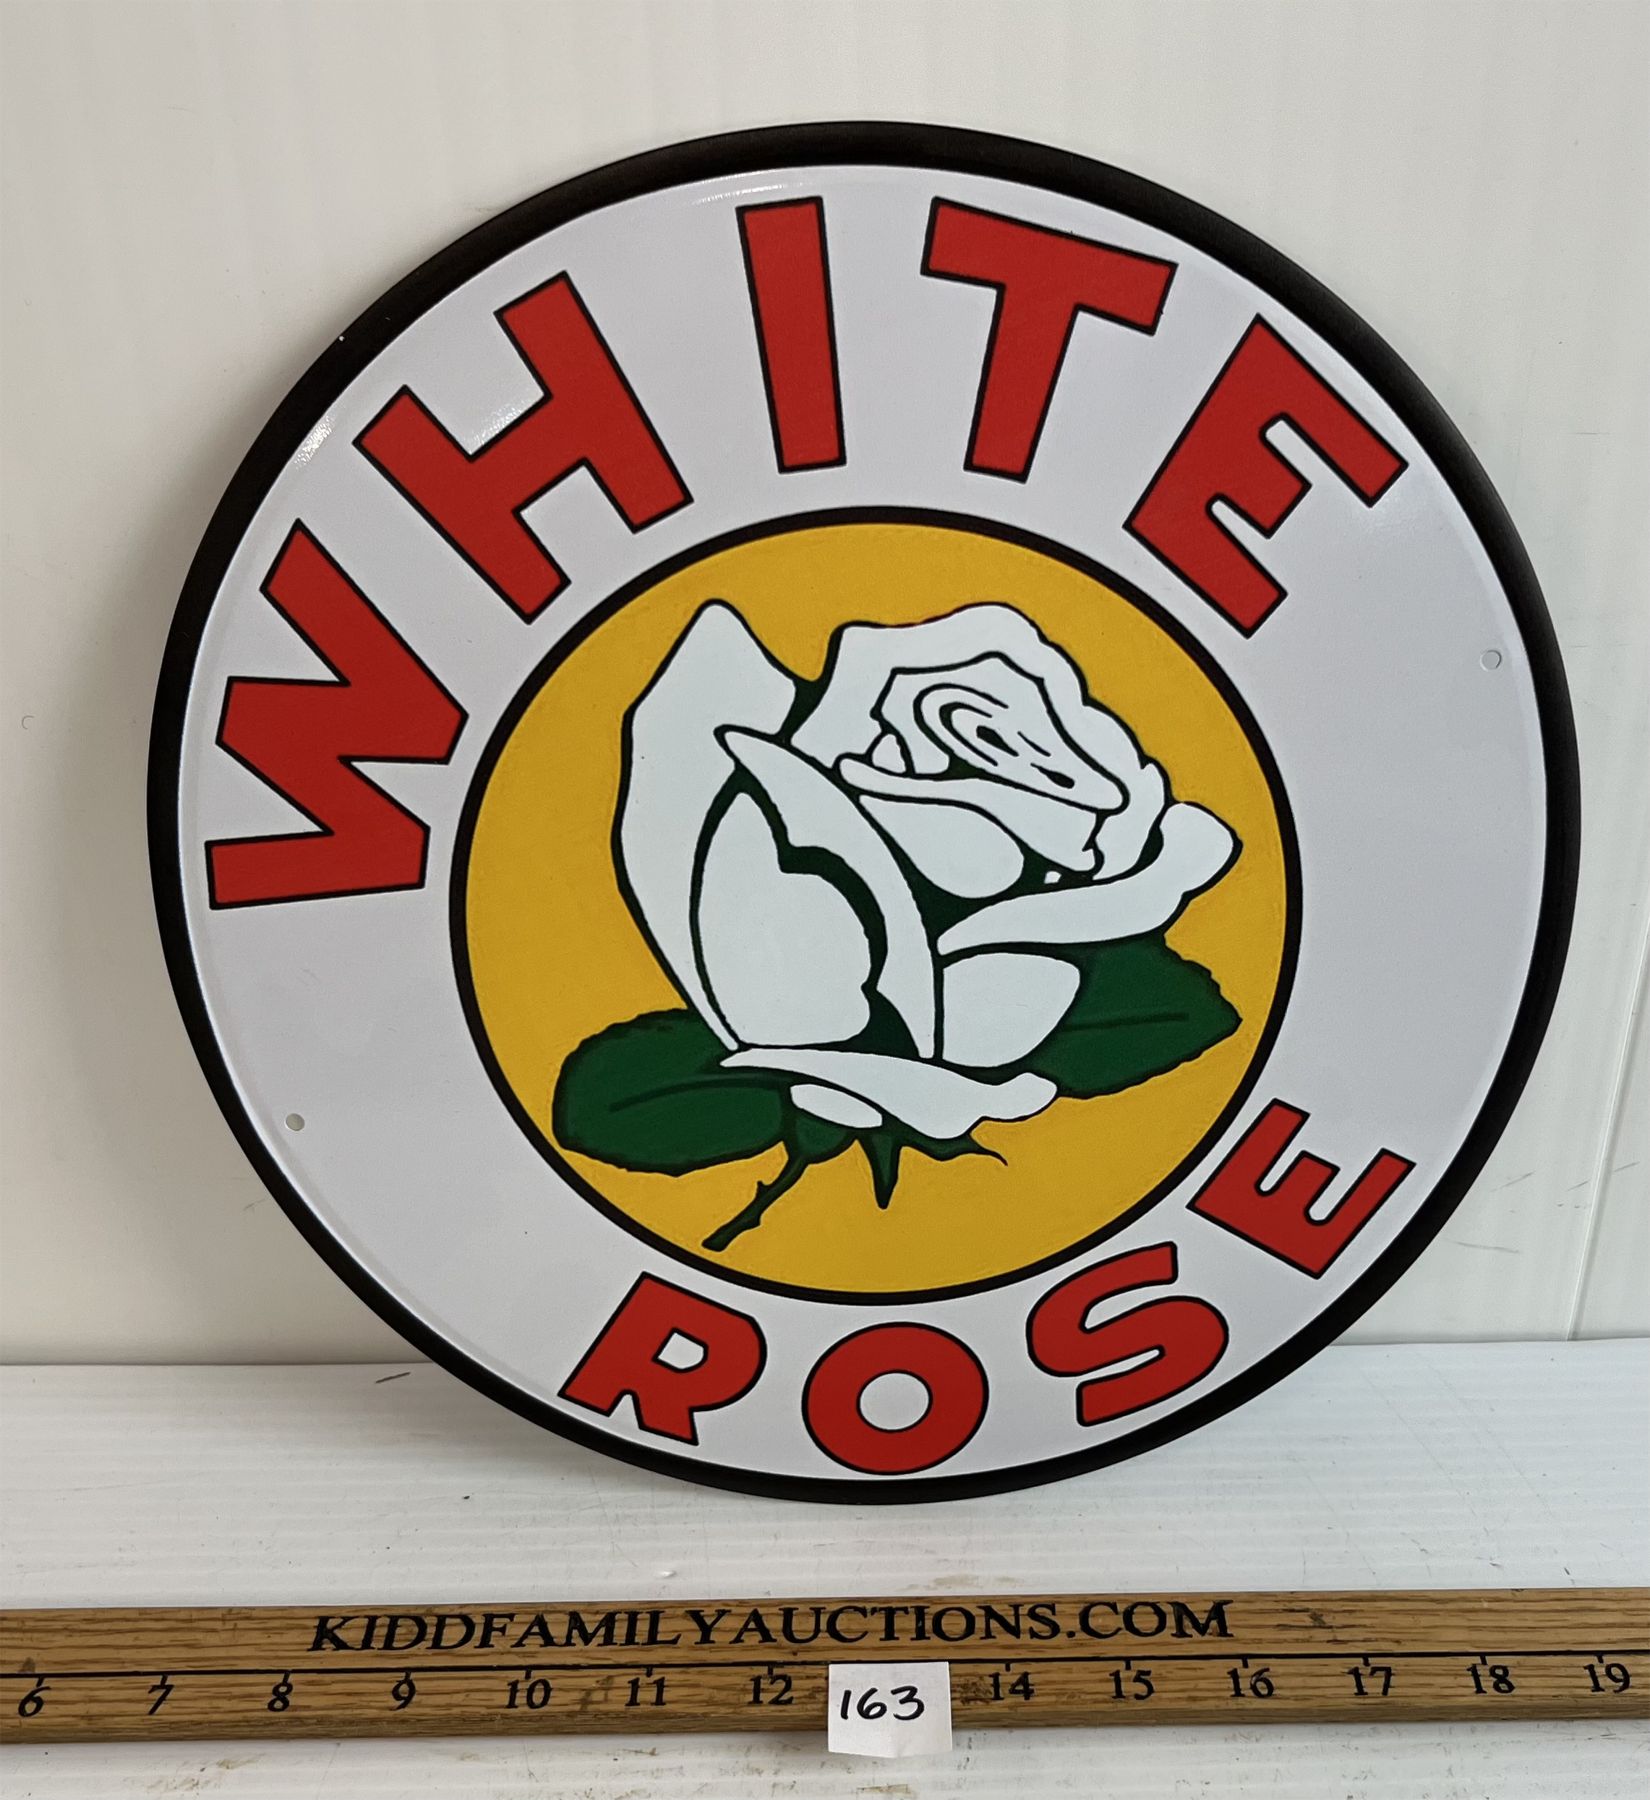 WHITE
ROSE
KIDDFAMILYAUCTIONS.COM
6 7 8 9 10 11 12 14 15 16 17 18 19
163